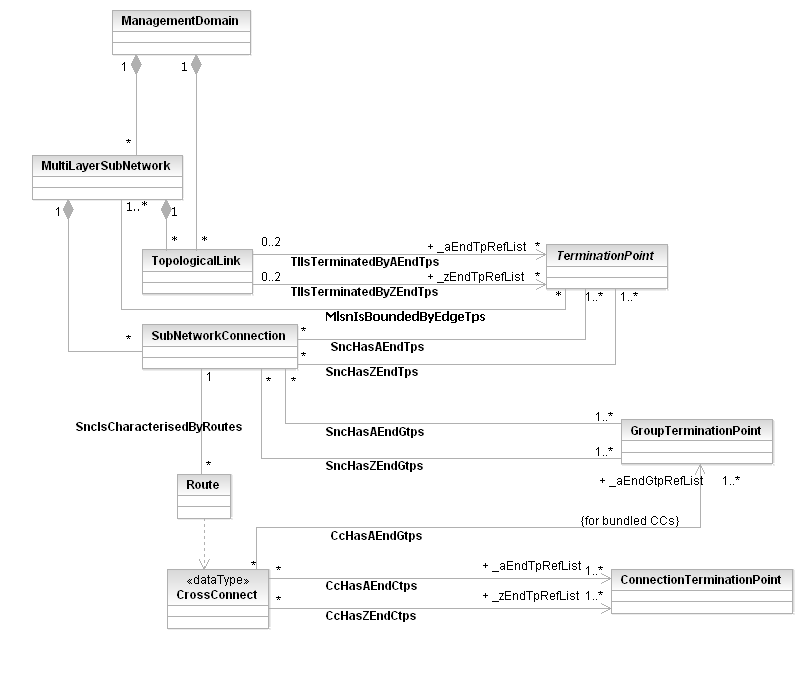 ManagementDomain
1
1
*
MultiLayerSubNetwork
1
1..*
1
*
*
TopologicalLink
0..2
+ _aEndTpRefList
*
TllsTerminatedByAEndTps
0..2
+ _zEndTpRefList
*
TllsTerminatedByZEndTps
TerminationPoint
*
1..*
1..*
MlsnIsBoundedByEdgeTps
*
SubNetworkConnection
*
SncHasAEndTps
*
SncHasZEndTps
1
*
*
SncIsCharacterisedByRoutes
1..*
SncHasAEndGtps
GroupTerminationPoint
1..*
SncHasZEndGtps
*
Route
+ _aEndGtpRefList
1..*
{for bundled CCs}
CcHasAEndGtps
*
«dataType»
CrossConnect
*
+ _aEndTpRefList
1..*
CcHasAEndCtps
*
+ _zEndTpRefList
1..*
CcHasZEndCtps
ConnectionTerminationPoint